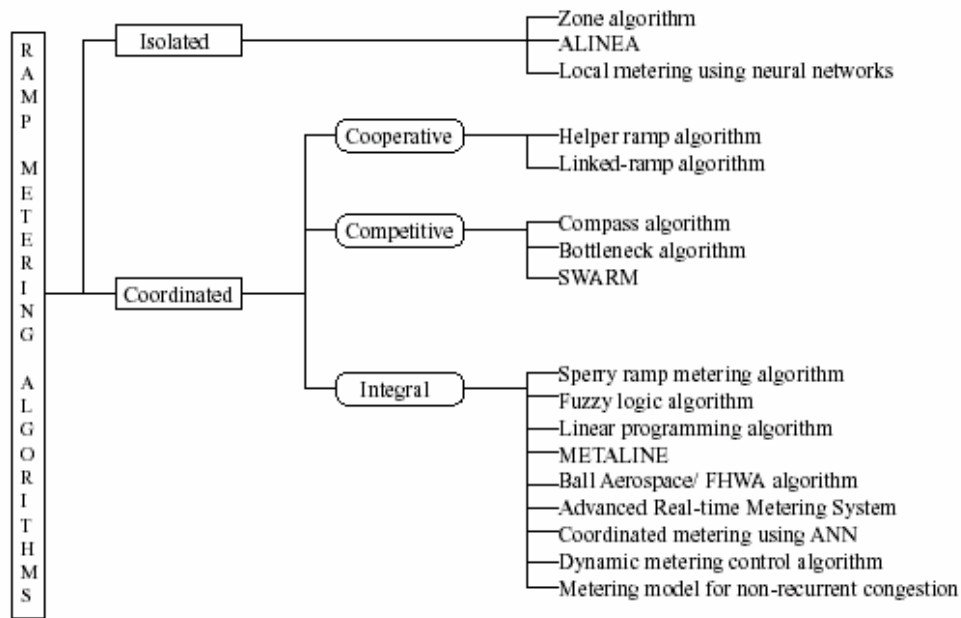 RAMP METERING ALGORITHMS
Isolated
Zone algorithm
ALINEA
Local metering using neural networks
Coordinated
Cooperative
Helper ramp algorithm
Linked-ramp algorithm
Competitive
Compass algorithm
Bottleneck algorithm
SWARM
Integral
Sperry ramp metering algorithm
Fuzzy logic algorithm
Linear programming algorithm
METALINE
Ball Aerospace/ FHWA algorithm
Advanced Real-time Metering System
Coordinated metering using ANN
Dynamic metering control algorithm
Metering model for non-recurrent congestion